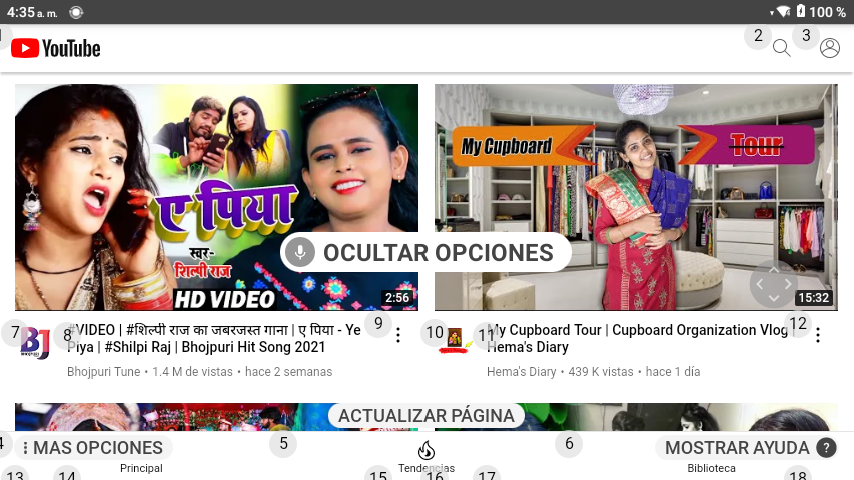 4:35 a. m.
100 %
1
YouTube
2
3
ए पिया
स्वर-
शिल्पी राज
HD VIDEO
2:56
My Cupboard
Tour
15:32
OCULTAR OPCIONES
7
BJ
8
#VIDEO | #शिल्पी राज का जबरजस्त गाना | ए पिया - Ye
Piya | #Shilpi Raj | Bhojpuri Hit Song 2021
9
Bhojpuri Tune • 1.4 M de vistas • hace 2 semanas
10
11
My Cupboard Tour | Cupboard Organization Vlog |
Hema's Diary
12
Hema's Diary • 439 K vistas • hace 1 día
ACTUALIZAR PÁGINA
4
MAS OPCIONES
5
6
MOSTRAR AYUDA ?
Principal
Tendencias
Biblioteca
13
14
15
16
17
18